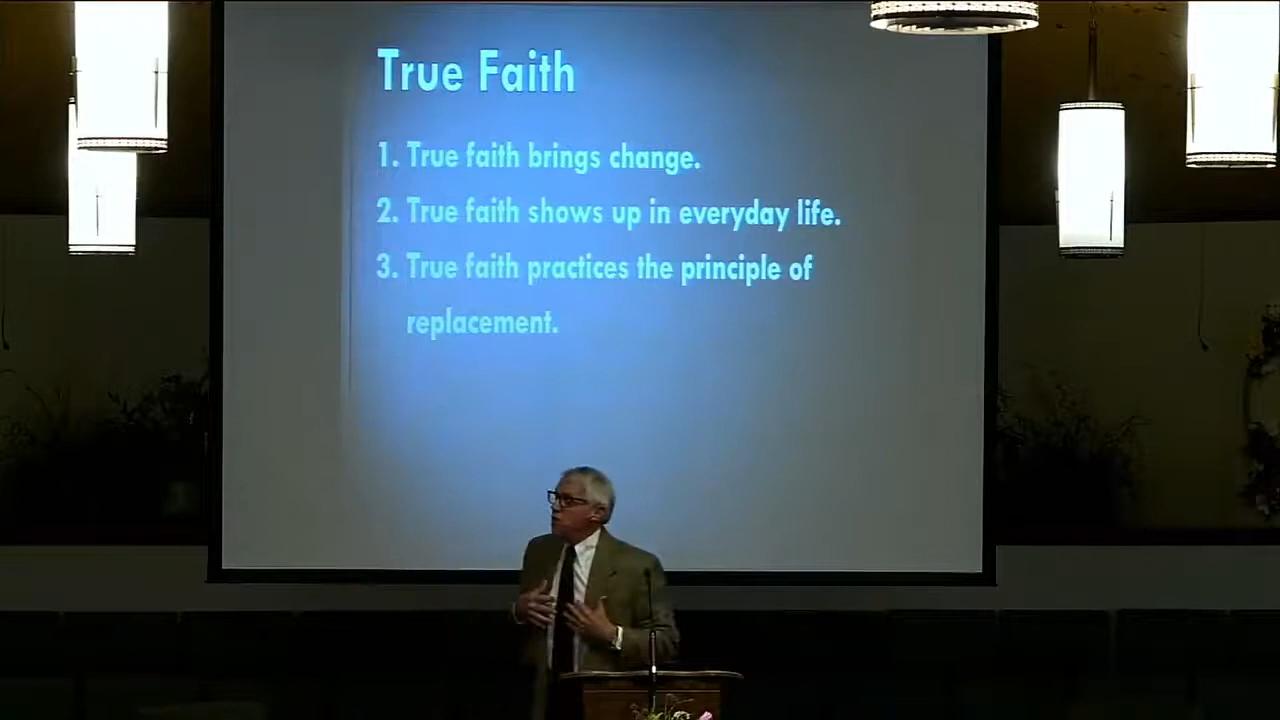 True Faith
1. True faith brings change.
2. True faith shows up in everyday life.
3. True faith practices the principle of
replacement.